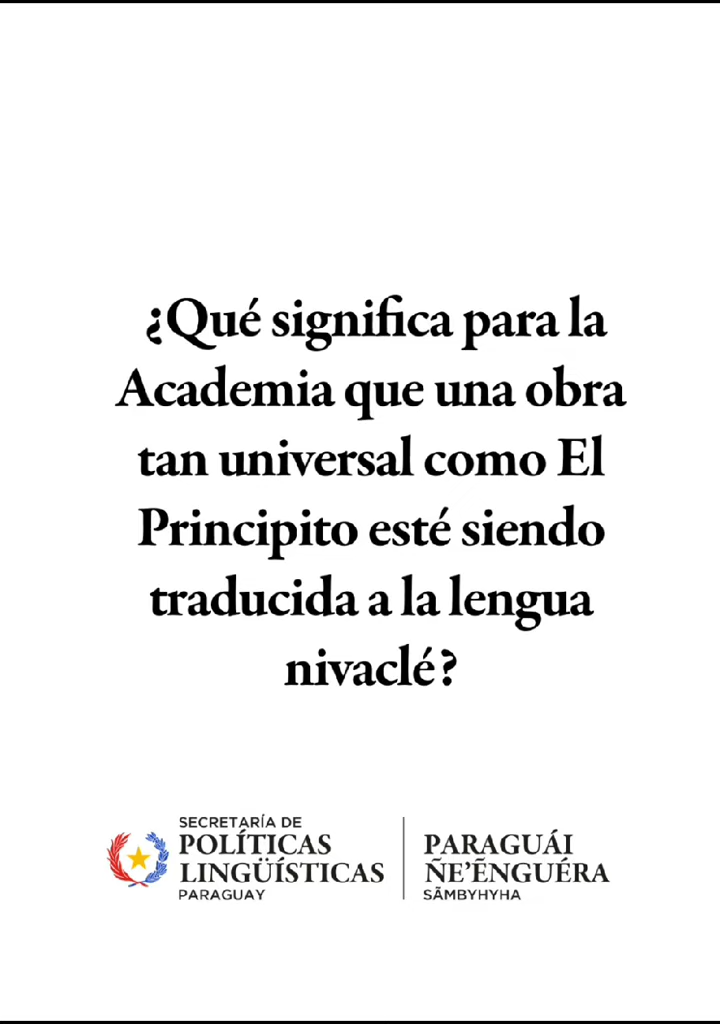 ¿Qué significa para la
Academia que una obra
tan universal como El
Principito esté siendo
traducida a la lengua
nivaclé?
SECRETARÍA DE
POLÍTICAS
LINGÜÍSTICAS
PARAGUAY
PARAGUÁI
ÑE'ẼNGUÉRA
SÃMBYHYHA